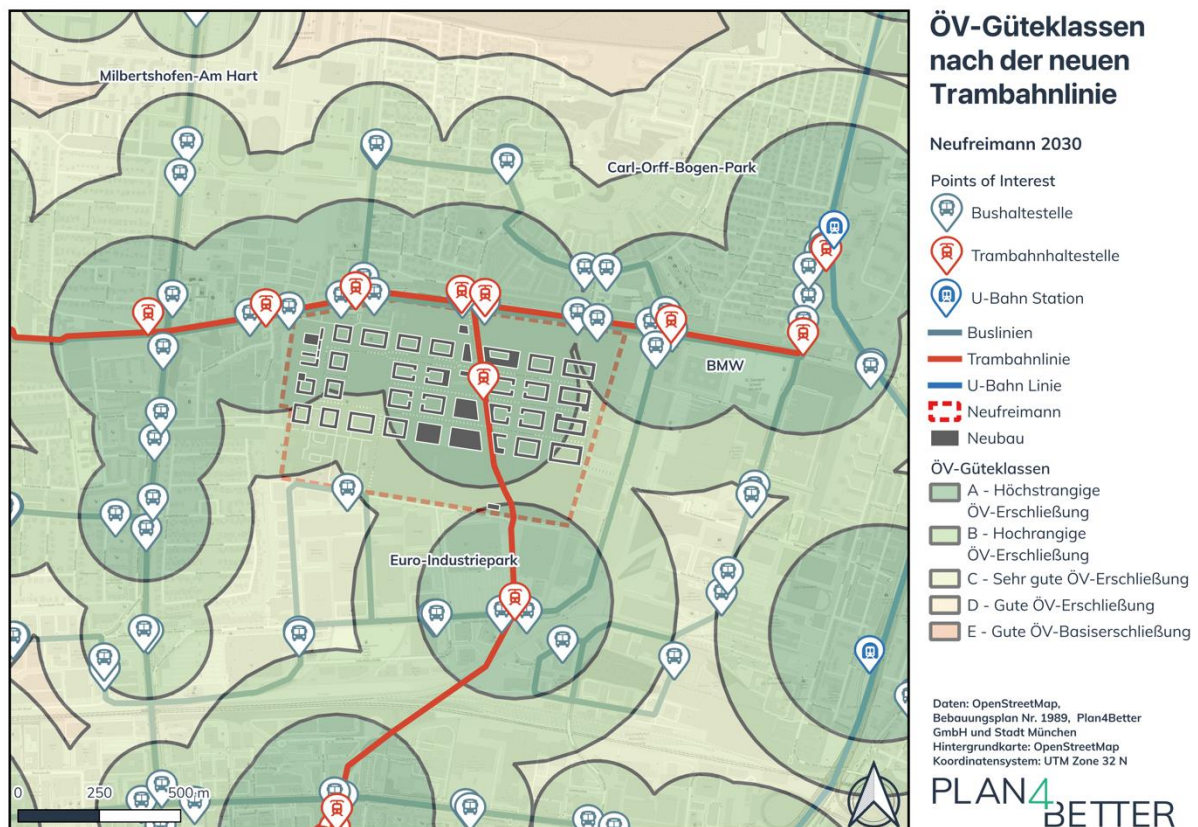 Milbertshofen-Am Hart
Carl-Orff-Bogen-Park
BMW
Euro-Industriepark
0 250 500 m
ÖV-Güteklassen
nach der neuen
Trambahnlinie
Neufreimann 2030
Points of Interest
Bushaltestelle
Trambahnhaltestelle
U-Bahn Station
Buslinien
Trambahnlinie
U-Bahn Linie
Neufreimann
Neubau
ÖV-Güteklassen
A - Höchstrangige
ÖV-Erschließung
B - Hochrangige
ÖV-Erschließung
C - Sehr gute ÖV-Erschließung
D - Gute ÖV-Erschließung
E - Gute ÖV-Basiserschließung
Daten: OpenStreetMap,
Bebauungsplan Nr. 1989, Plan4Better
GmbH und Stadt München
Hintergrundkarte: OpenStreetMap
Koordinatensystem: UTM Zone 32 N
PLAN4
BETTER